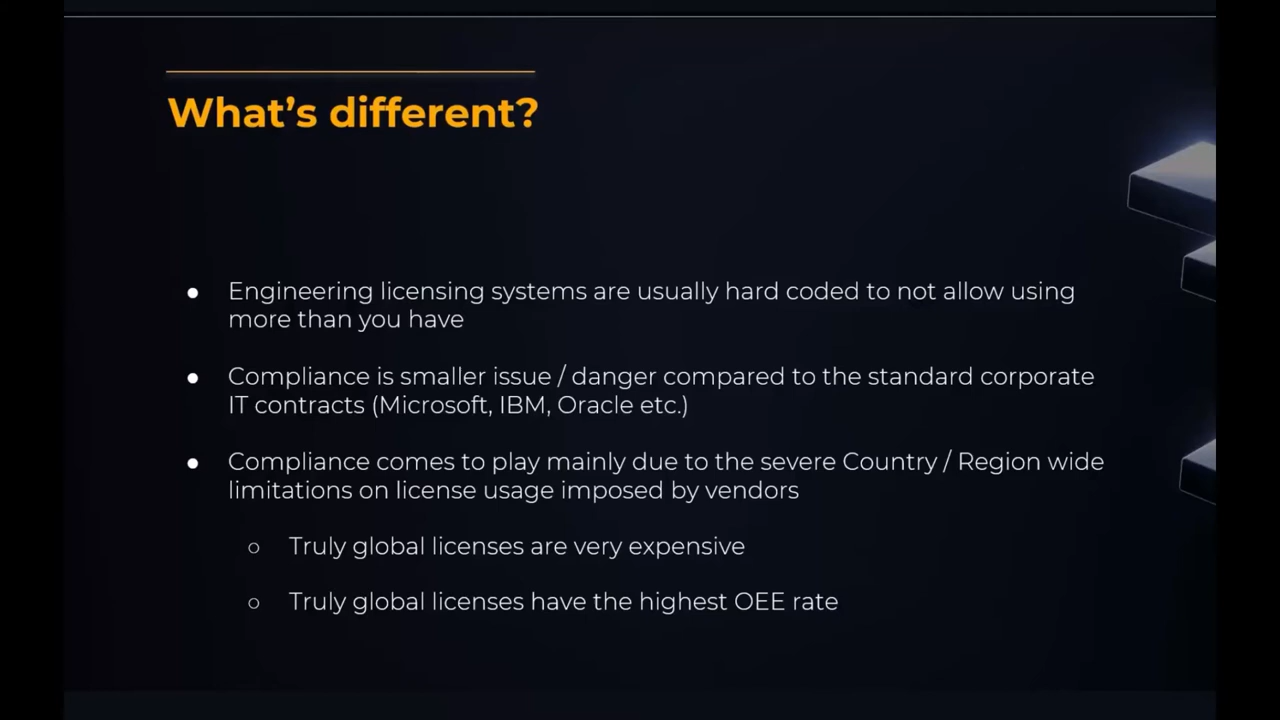 What's different?
● Engineering licensing systems are usually hard coded to not allow using
more than you have
● Compliance is smaller issue / danger compared to the standard corporate
IT contracts (Microsoft, IBM, Oracle etc.)
● Compliance comes to play mainly due to the severe Country / Region wide
limitations on license usage imposed by vendors
○ Truly global licenses are very expensive
○ Truly global licenses have the highest OEE rate